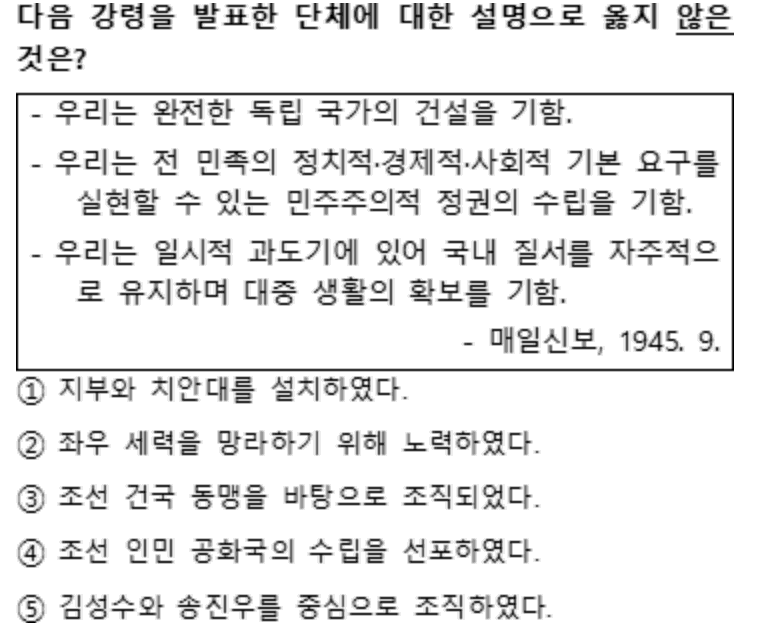 다음 강령을 발표한 단체에 대한 설명으로 옳지 않은
것은?
- 우리는 완전한 독립 국가의 건설을 기함.
- 우리는 전 민족의 정치적·경제적·사회적 기본 요구를
실현할 수 있는 민주주의적 정권의 수립을 기함.
- 우리는 일시적 과도기에 있어 국내 질서를 자주적으
로 유지하며 대중 생활의 확보를 기함.
- 매일신보, 1945. 9.
① 지부와 치안대를 설치하였다.
② 좌우 세력을 망라하기 위해 노력하였다.
③ 조선 건국 동맹을 바탕으로 조직되었다.
④ 조선 인민 공화국의 수립을 선포하였다.
⑤ 김성수와 송진우를 중심으로 조직하였다.